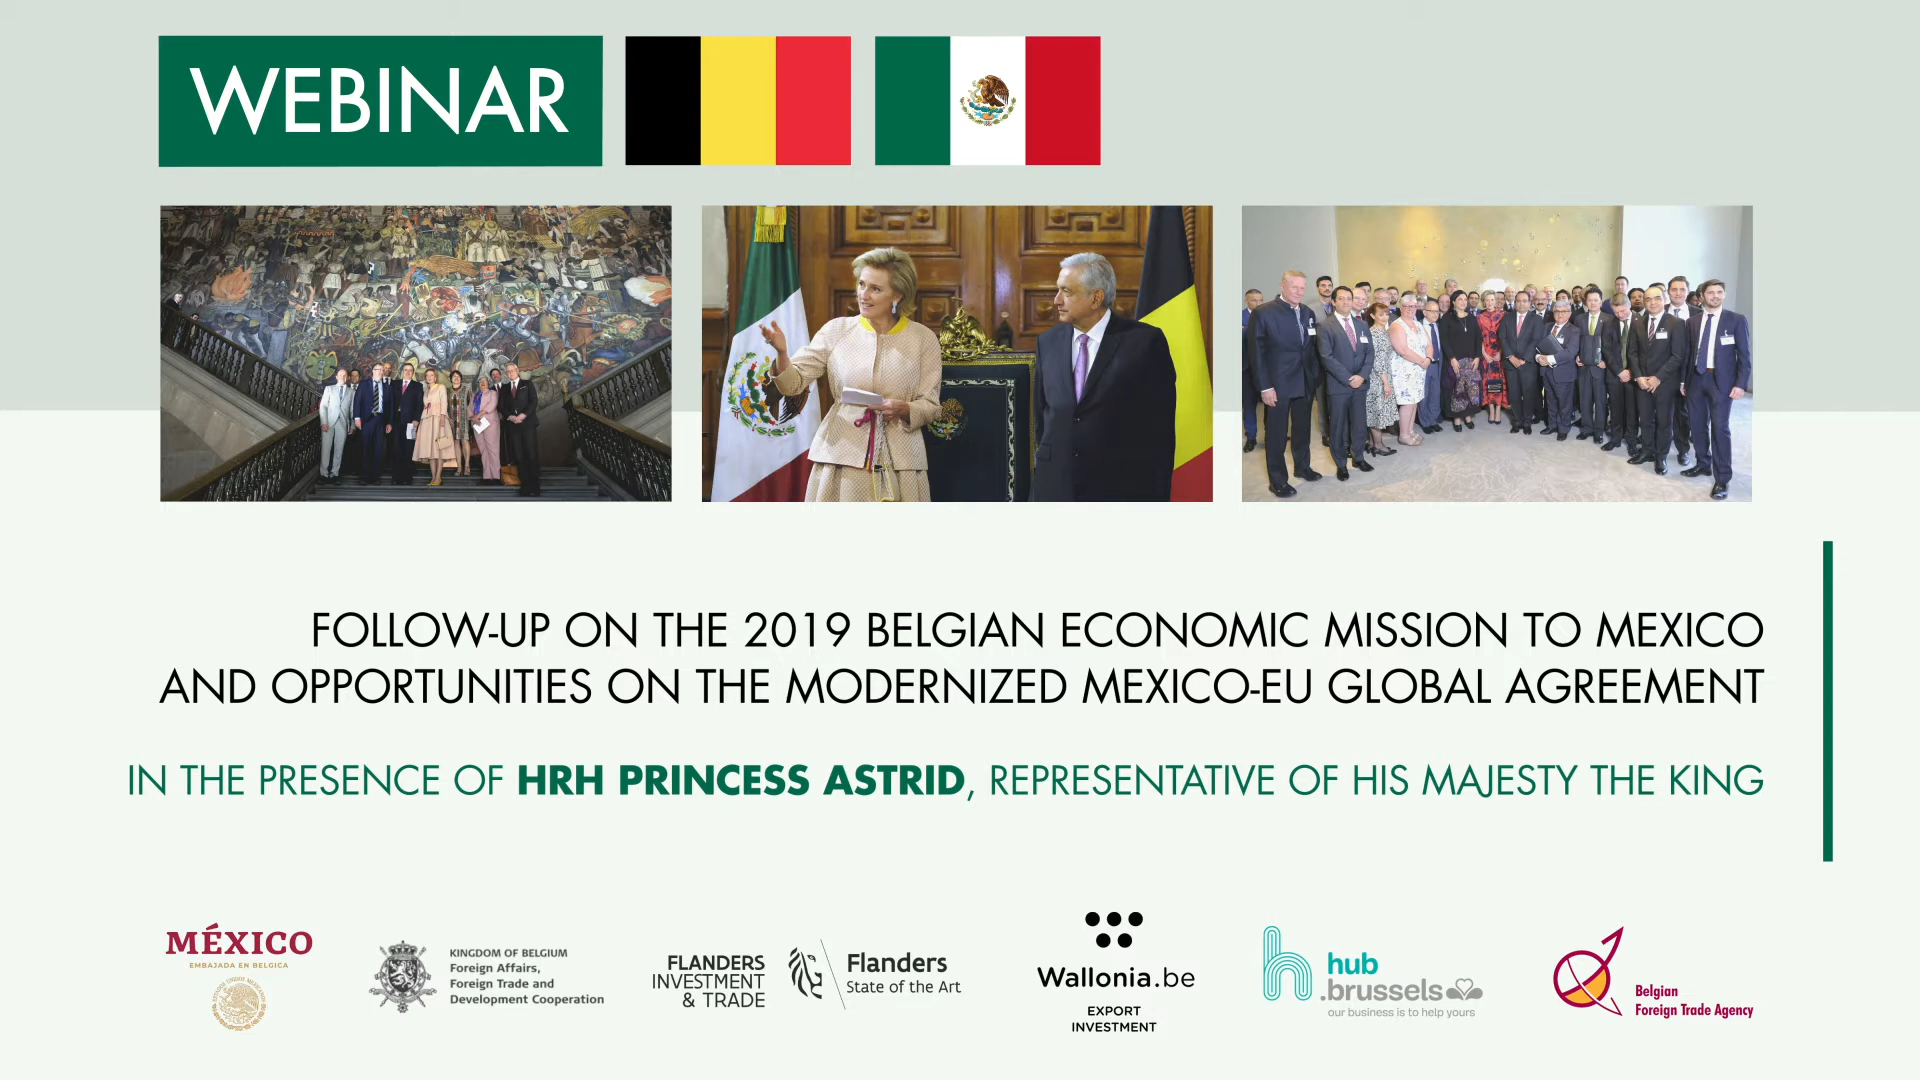 WEBINAR
FOLLOW-UP ON THE 2019 BELGIAN ECONOMIC MISSION TO MEXICO
AND OPPORTUNITIES ON THE MODERNIZED MEXICO-EU GLOBAL AGREEMENT
IN THE PRESENCE OF HRH PRINCESS ASTRID, REPRESENTATIVE OF HIS MAJESTY THE KING
MÉXICO
EMBAJADA EN BELGICA
KINGDOM OF BELGIUM
Foreign Affairs,
Foreign Trade and
Development Cooperation
FLANDERS
INVESTMENT
& TRADE
Flanders
State of the Art
Wallonia.be
EXPORT
INVESTMENT
hub
.brussels
our business is to help yours
Belgian
Foreign Trade Agency